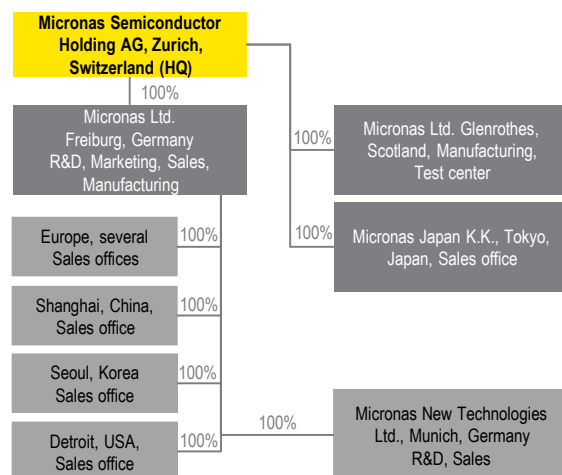 Micronas Semiconductor
Holding AG, Zurich,
Switzerland (HQ)
100%
Micronas Ltd.
Freiburg, Germany
R&D, Marketing, Sales,
Manufacturing
100%
Micronas Ltd. Glenrothes,
Scotland, Manufacturing,
Test center
100%
Micronas Japan K.K., Tokyo,
Japan, Sales office
Europe, several
Sales offices
100%
Shanghai, China,
Sales office
100%
Seoul, Korea
Sales office
100%
Detroit, USA,
Sales office
100%
100%
Micronas New Technologies
Ltd., Munich, Germany
R&D, Sales